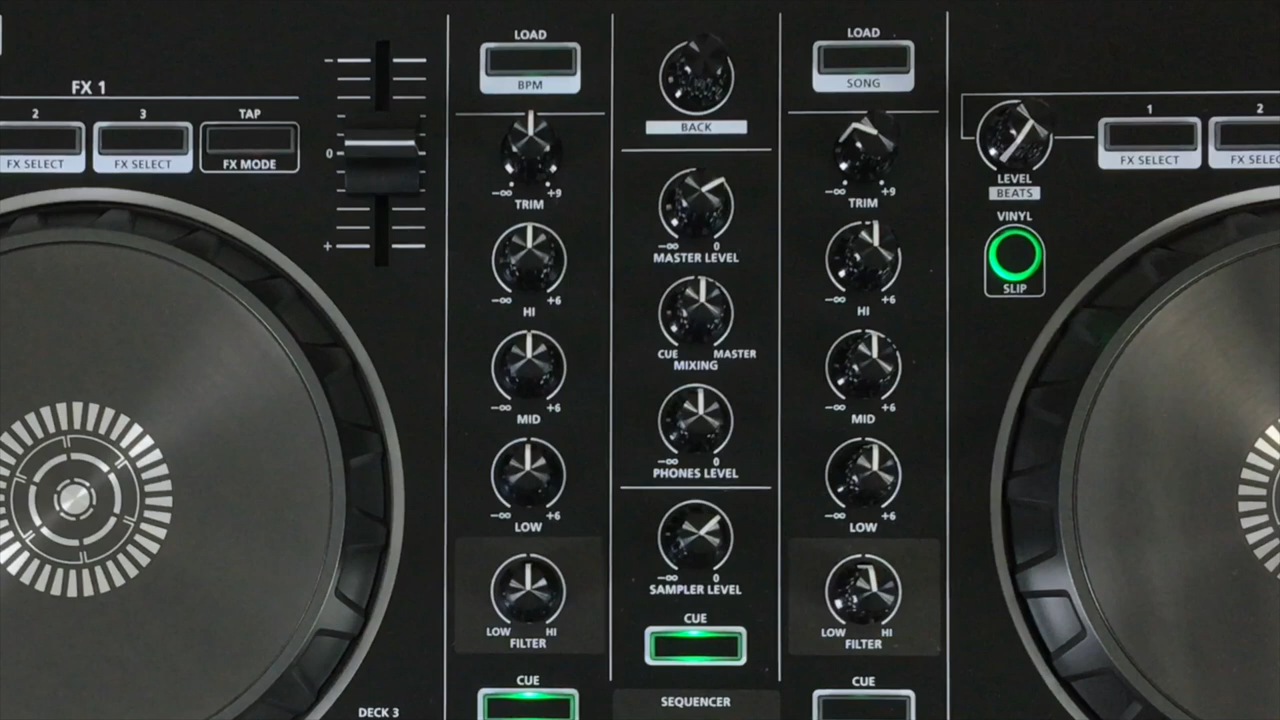 FX 1
2
3
TAP
FX SELECT
FX SELECT
FX MODE
−
0
+
DECK 3
LOAD
BPM
−∞ +9
TRIM
−∞ +6
HI
−∞ +6
MID
−∞ +6
LOW
LOW HI
FILTER
CUE
BACK
−∞ 0
MASTER LEVEL
CUE MASTER
MIXING
−∞ 0
PHONES LEVEL
−∞ 0
SAMPLER LEVEL
CUE
SEQUENCER
LOAD
SONG
−∞ +9
TRIM
−∞ +6
HI
−∞ +6
MID
−∞ +6
LOW
LOW HI
FILTER
CUE
LEVEL
BEATS
VINYL
SLIP
1
2
FX SELECT
FX SELEC